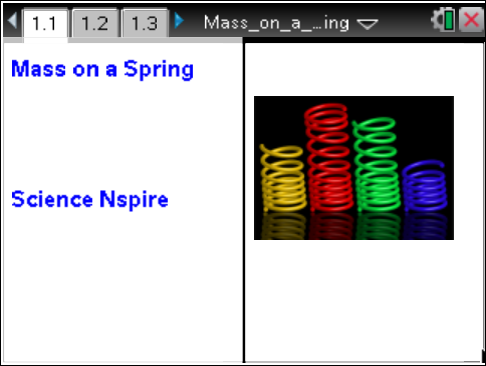 1.1 1.2 1.3 Mass_on_a_...ing
Mass on a Spring
Science Nspire